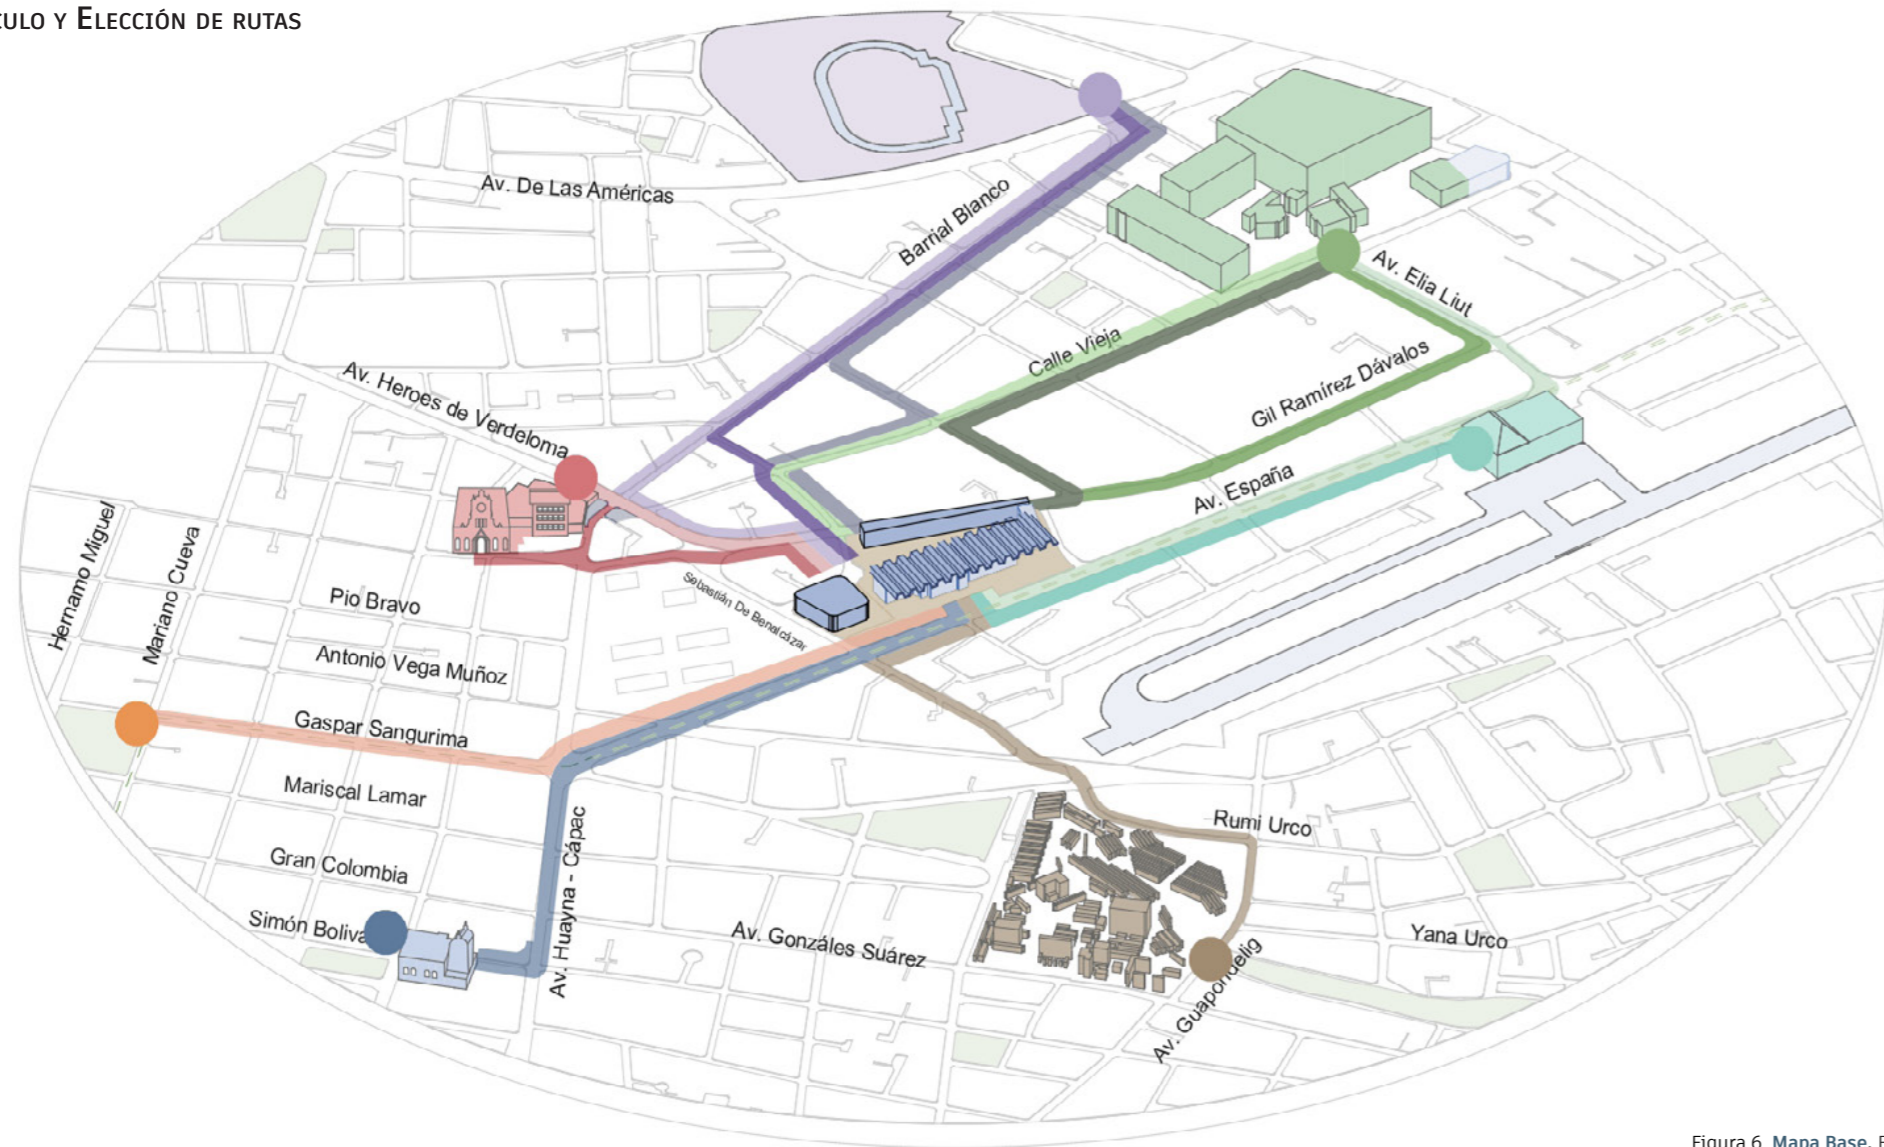 CULO Y ELECCIÓN DE RUTAS
Av. De Las Américas
Barrial Blanco
Av. Elia Liut
Calle Vieja
Gil Ramírez Dávalos
Av. Heroes de Verdeloma
Av. España
Hernamo Miguel
Mariano Cueva
Pio Bravo
Sebastián De Benalcázar
Antonio Vega Muñoz
Gaspar Sangurima
Mariscal Lamar
Av. Huayna - Cápac
Rumi Urco
Gran Colombia
Simón Boliva
Av. Gonzáles Suárez
Yana Urco
Av. Guapondelig
Figura 6. Mapa Base.